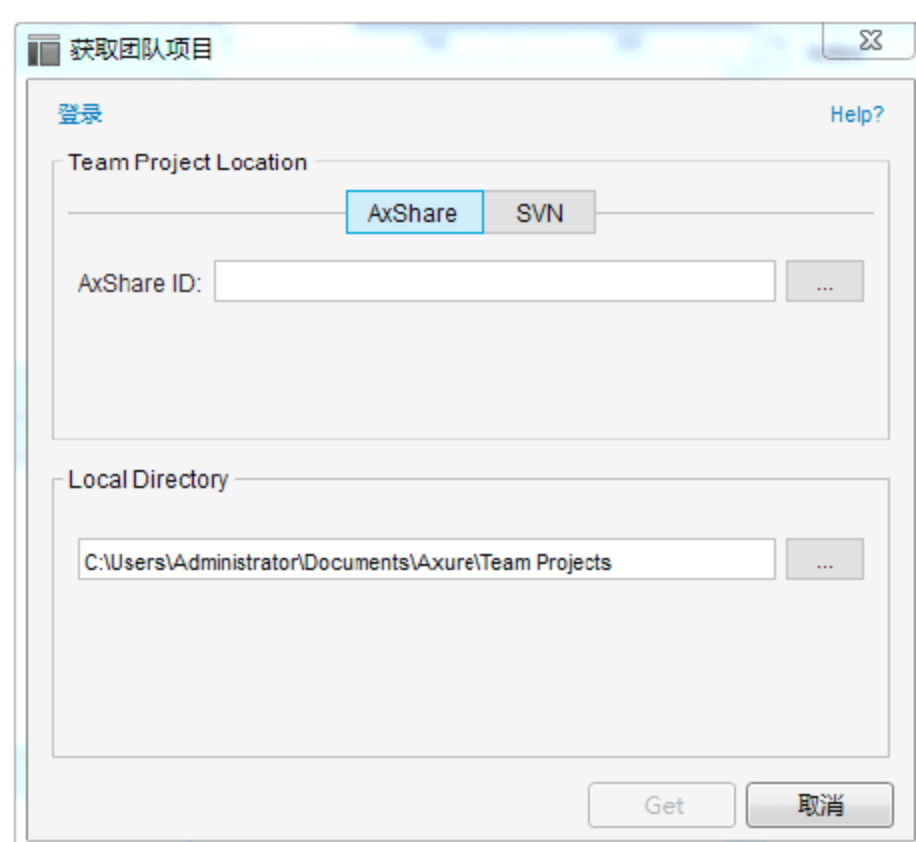 获取团队项目
登录 Help?
Team Project Location
AxShare SVN
AxShare ID: ...
Local Directory
C:\Users\Administrator\Documents\Axure\Team Projects ...
Get 取消